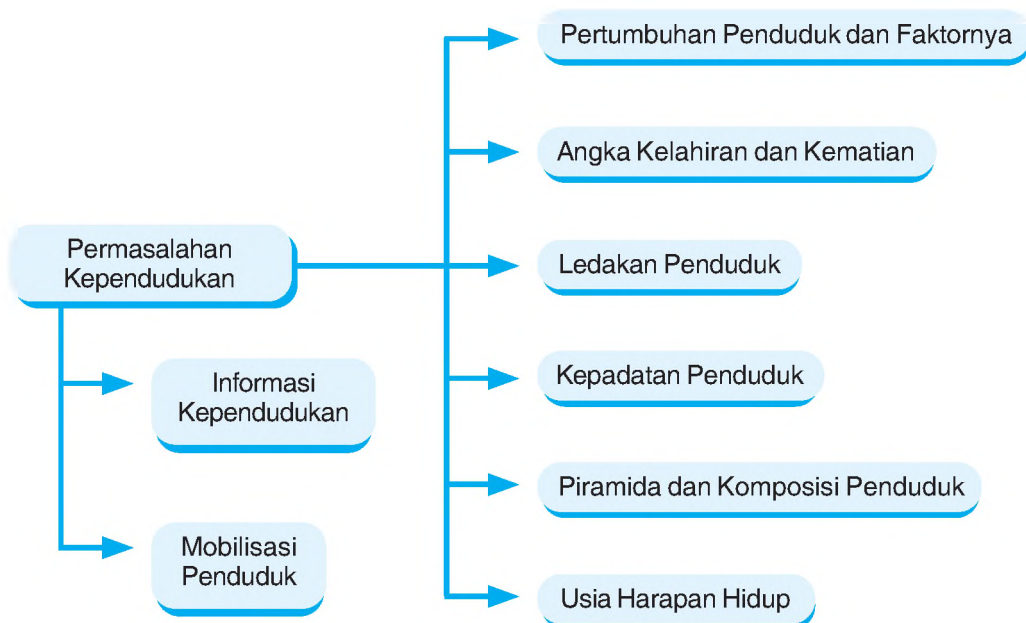 Permasalahan
Kependudukan
Informasi
Kependudukan
Mobilisasi
Penduduk
Pertumbuhan Penduduk dan Faktornya
Angka Kelahiran dan Kematian
Ledakan Penduduk
Kepadatan Penduduk
Piramida dan Komposisi Penduduk
Usia Harapan Hidup